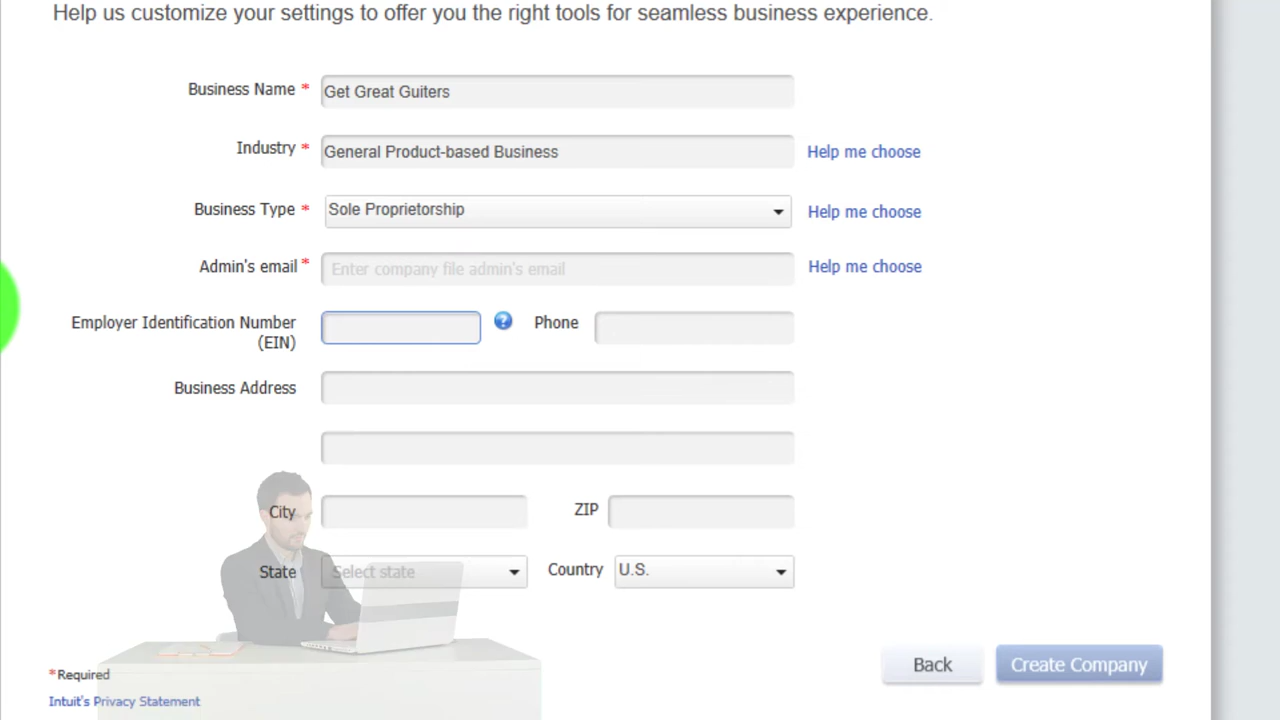 Help us customize your settings to offer you the right tools for seamless business experience.
Business Name * Get Great Guiters
Industry * General Product-based Business Help me choose
Business Type * Sole Proprietorship Help me choose
Admin's email * Enter company file admin's email Help me choose
Employer Identification Number ? Phone
(EIN)
Business Address
City ZIP
State Select state Country U.S.
Back Create Company
*Required
Intuit's Privacy Statement